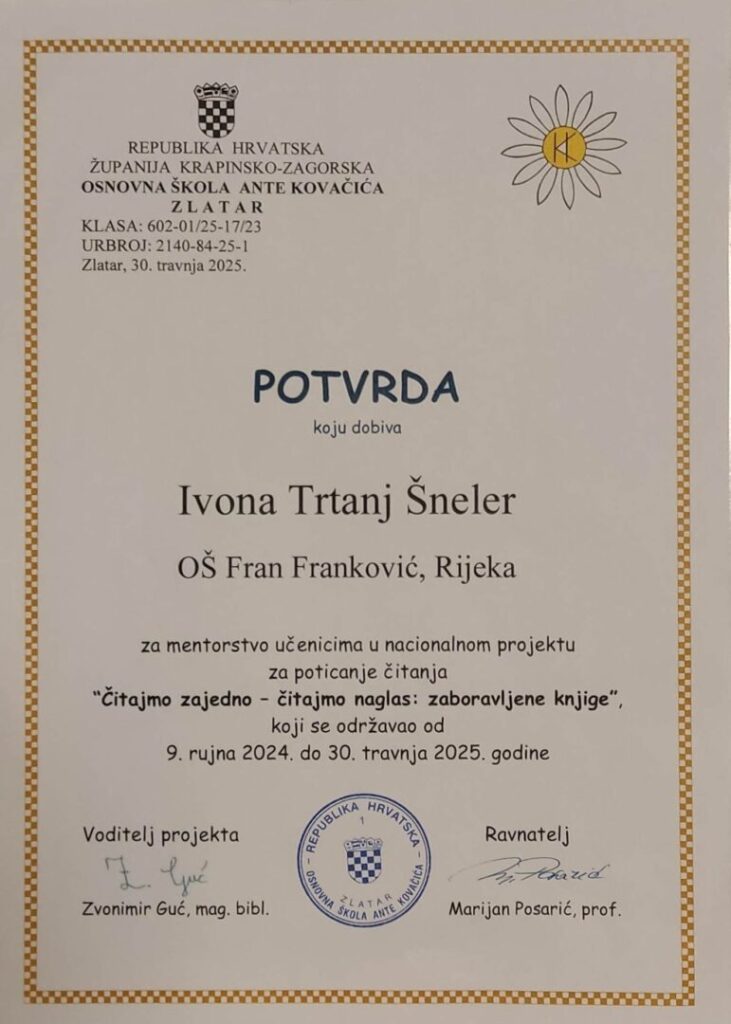 REPUBLIKA HRVATSKA
ŽUPANIJA KRAPINSKO-ZAGORSKA
OSNOVNA ŠKOLA ANTE KOVAČIĆA
Z L A T A R
KLASA: 602-01/25-17/23
URBROJ: 2140-84-25-1
Zlatar, 30. travnja 2025.
POTVRDA
koju dobiva
Ivona Trtanj Šneler
OŠ Fran Franković, Rijeka
za mentorstvo učenicima u nacionalnom projektu
za poticanje čitanja
“Čitajmo zajedno – čitajmo naglas: zaboravljene knjige”,
koji se održavao od
9. rujna 2024. do 30. travnja 2025. godine
Voditelj projekta
Z. Guć
Zvonimir Guć, mag. bibl.
REPUBLIKA HRVATSKA
1
ZLATAR
OSNOVNA ŠKOLA ANTE KOVAČIĆA
Ravnatelj
Marijan Posarić, prof.